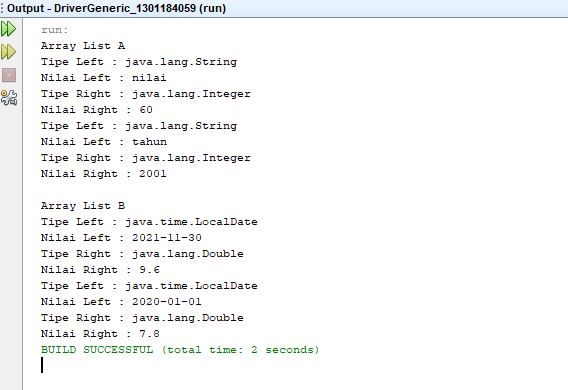 Output - DriverGeneric_1301184059 (run)
run:
Array List A
Tipe Left : java.lang.String
Nilai Left : nilai
Tipe Right : java.lang.Integer
Nilai Right : 60
Tipe Left : java.lang.String
Nilai Left : tahun
Tipe Right : java.lang.Integer
Nilai Right : 2001
Array List B
Tipe Left : java.time.LocalDate
Nilai Left : 2021-11-30
Tipe Right : java.lang.Double
Nilai Right : 9.6
Tipe Left : java.time.LocalDate
Nilai Left : 2020-01-01
Tipe Right : java.lang.Double
Nilai Right : 7.8
BUILD SUCCESSFUL (total time: 2 seconds)